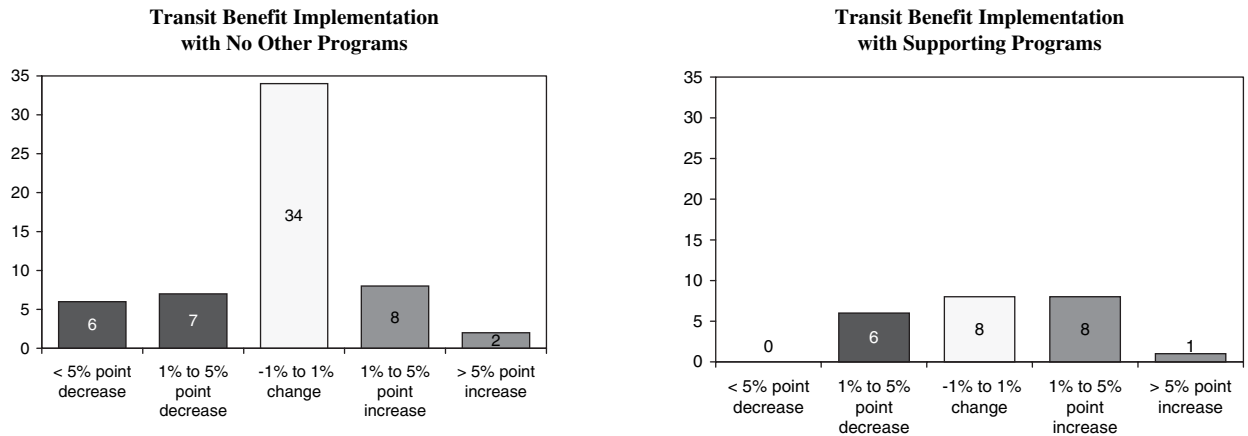 Transit Benefit Implementation
with No Other Programs
35
30
25
20
15
10
5
0
6
7
34
8
2
< 5% point
decrease
1% to 5%
point
decrease
-1% to 1%
change
1% to 5%
point
increase
> 5% point
increase
Transit Benefit Implementation
with Supporting Programs
35
30
25
20
15
10
5
0
0
6
8
8
1
< 5% point
decrease
1% to 5%
point
decrease
-1% to 1%
change
1% to 5%
point
increase
> 5% point
increase